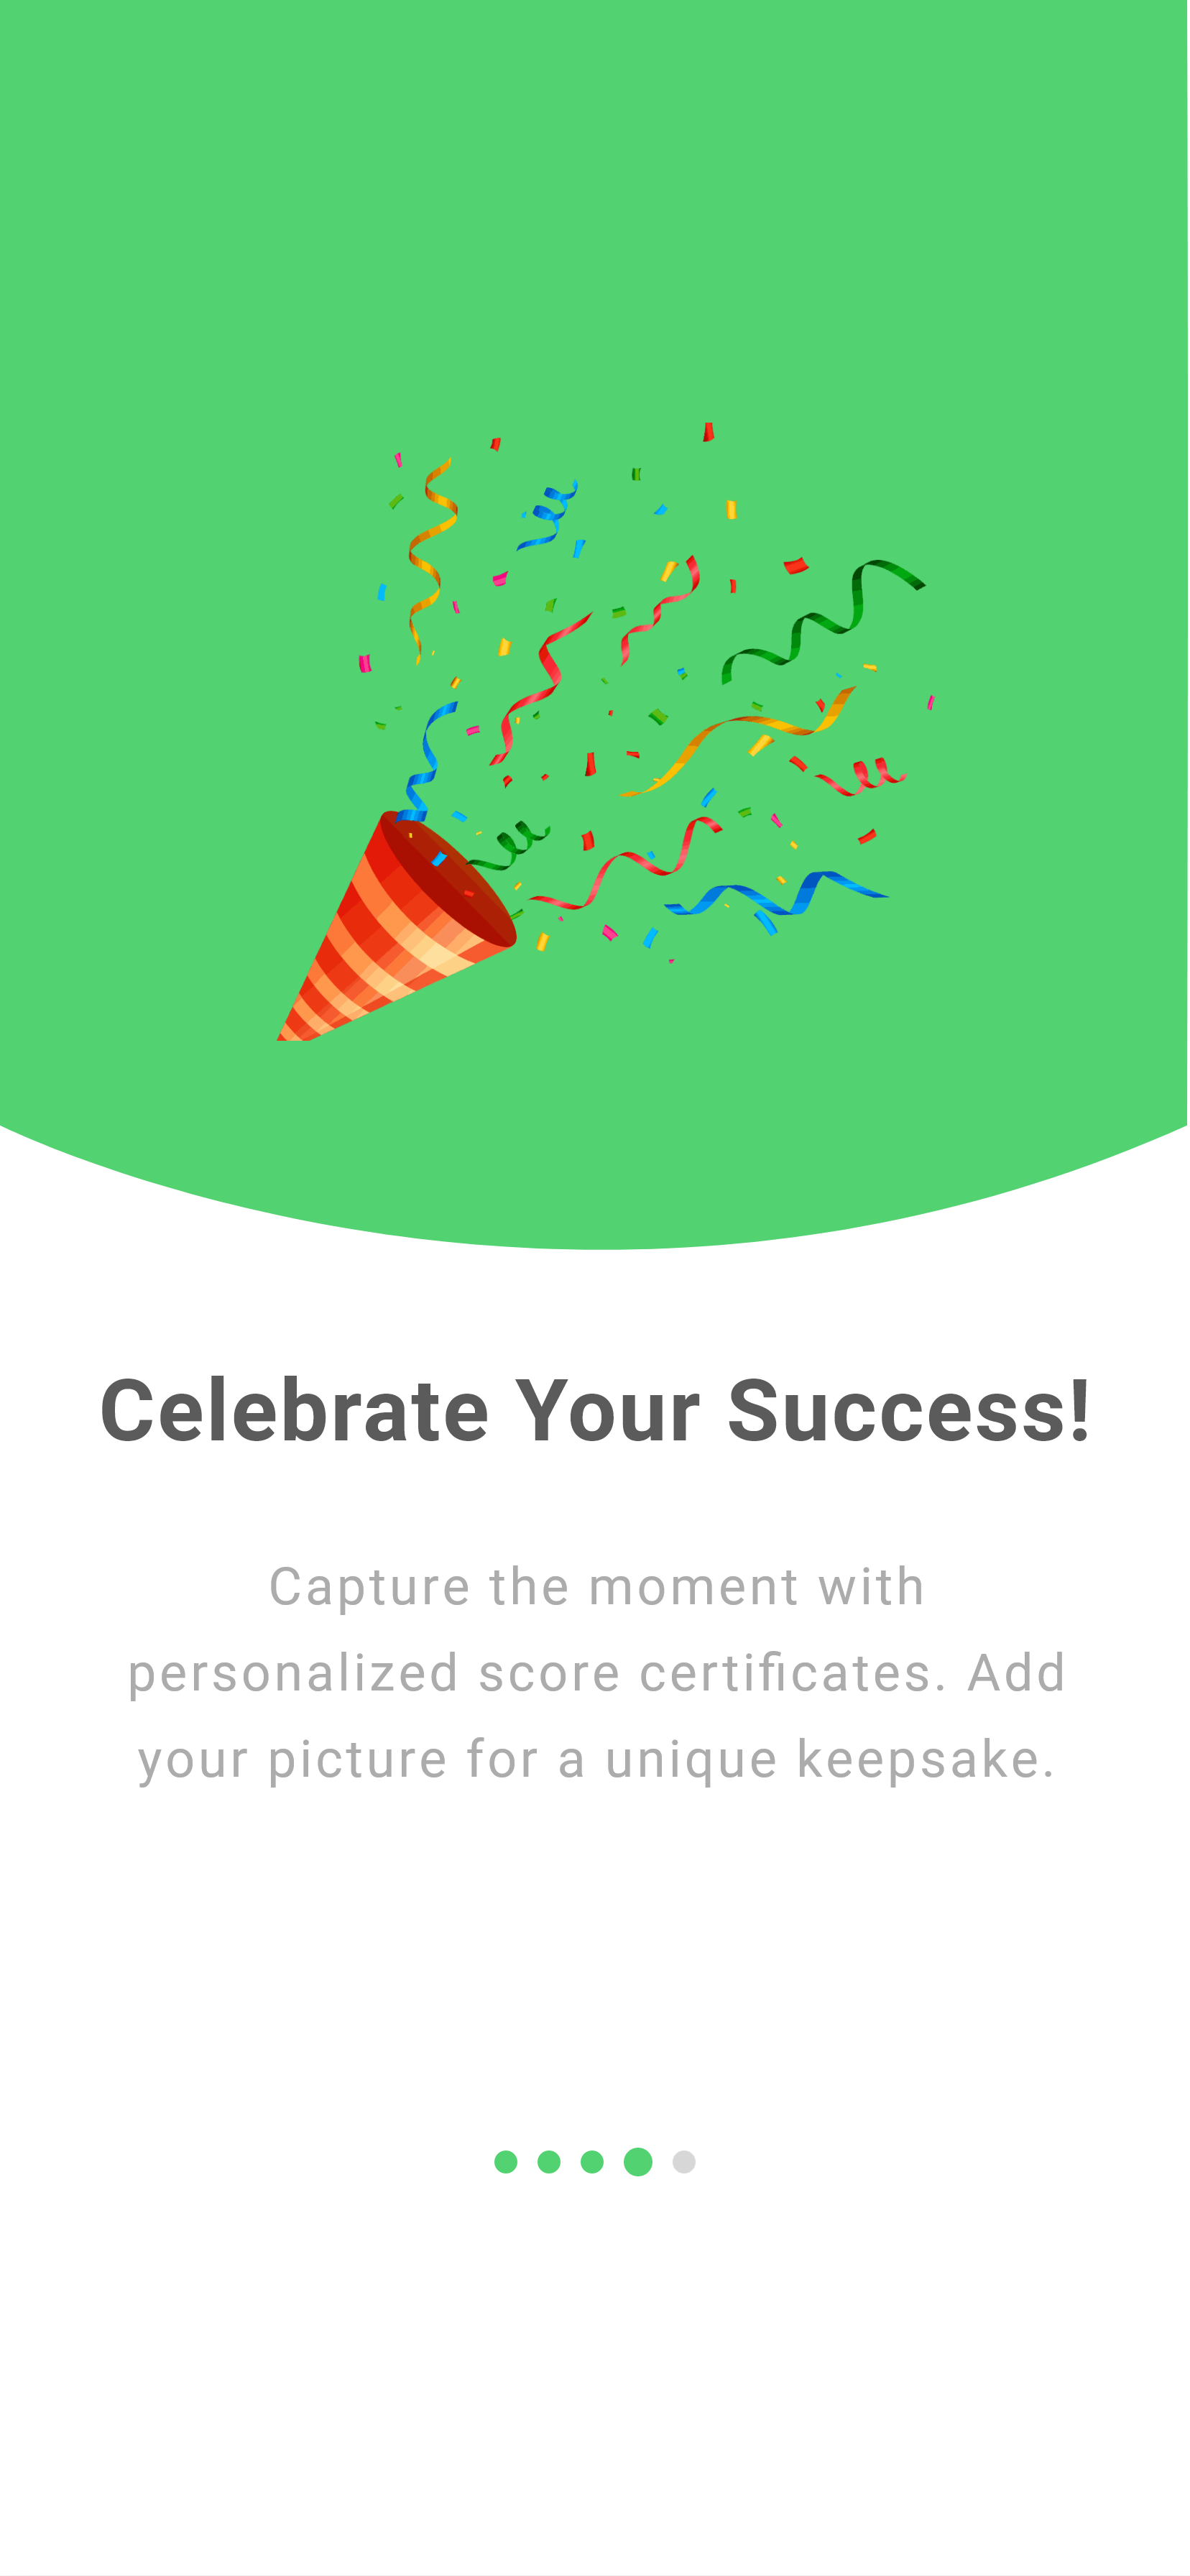 Celebrate Your Success!
Capture the moment with
personalized score certificates. Add
your picture for a unique keepsake.